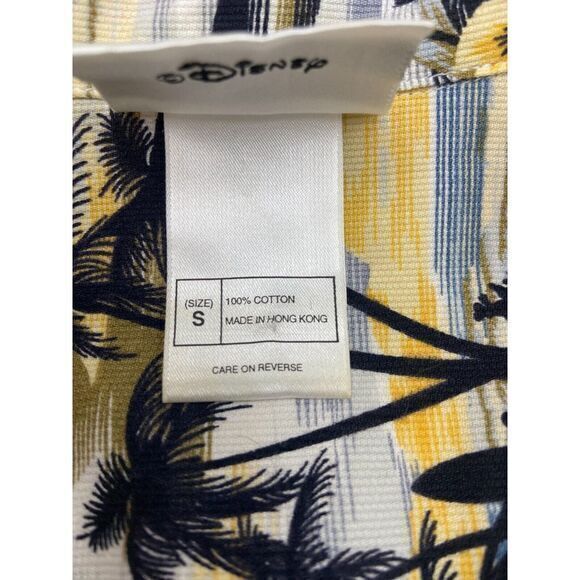 © Disney
(SIZE)
S
100% COTTON
MADE IN HONG KONG
CARE ON REVERSE